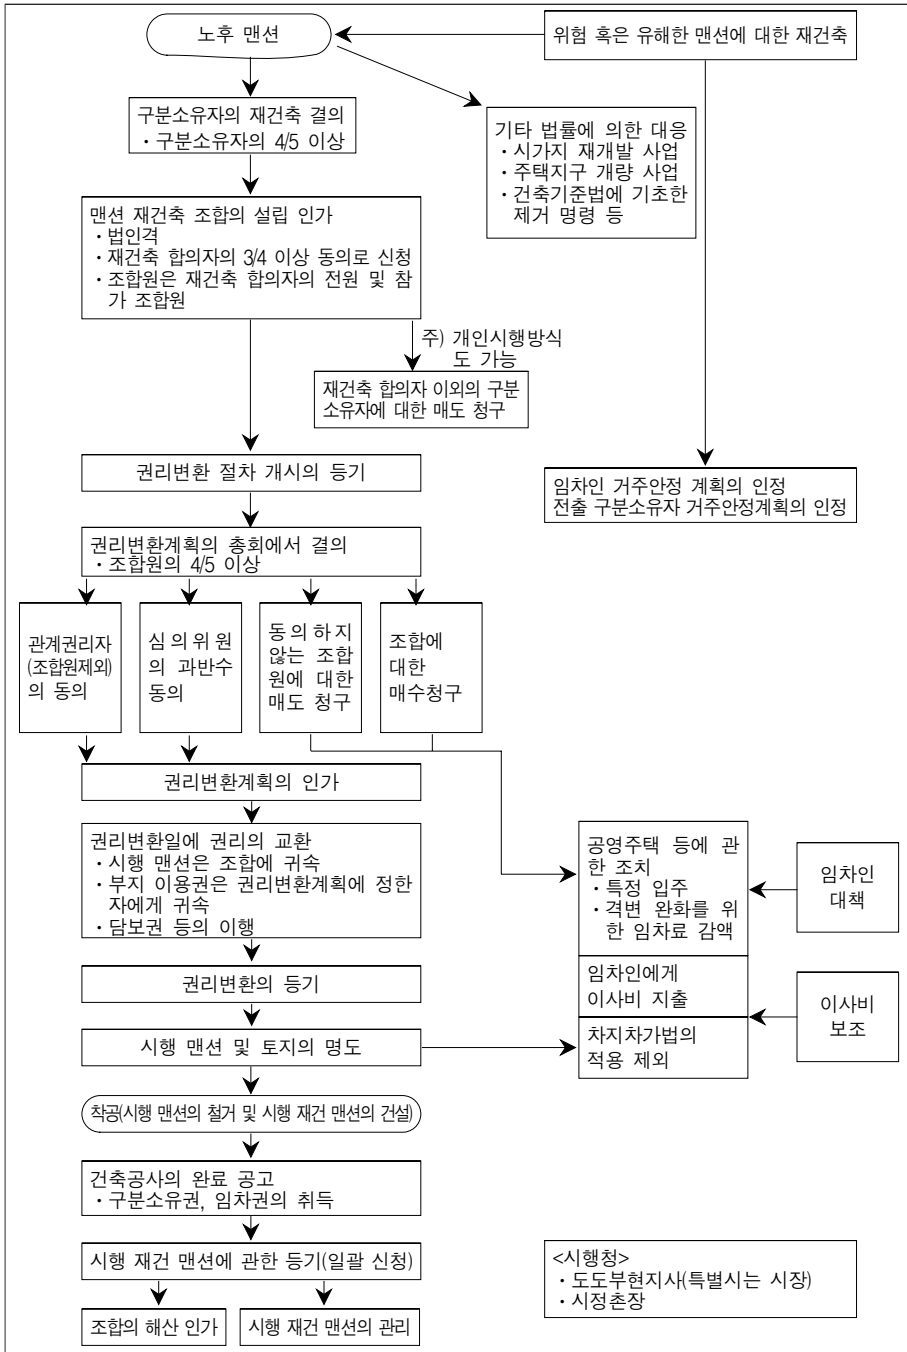 노후 맨션
위험 혹은 유해한 맨션에 대한 재건축
구분소유자의 재건축 결의
・구분소유자의 4/5 이상
기타 법률에 의한 대응
・시가지 재개발 사업
・주택지구 개량 사업
・건축기준법에 기초한
제거 명령 등
맨션 재건축 조합의 설립 인가
・법인격
・재건축 합의자의 3/4 이상 동의로 신청
・조합원은 재건축 합의자의 전원 및 참
가 조합원
주) 개인시행방식
도 가능
재건축 합의자 이외의 구분
소유자에 대한 매도 청구
권리변환 절차 개시의 등기
임차인 거주안정 계획의 인정
전출 구분소유자 거주안정계획의 인정
권리변환계획의 총회에서 결의
・조합원의 4/5 이상
관계권리자
(조합원제외)
의 동의
심의위원
의 과반수
동의
동의하지
않는 조합
원에 대한
매도 청구
조합에
대한
매수청구
권리변환계획의 인가
권리변환일에 권리의 교환
・시행 맨션은 조합에 귀속
・부지 이용권은 권리변환계획에 정한
자에게 귀속
・담보권 등의 이행
공영주택 등에 관
한 조치
・특정 입주
・격변 완화를 위
한 임차료 감액
임차인
대책
권리변환의 등기
임차인에게
이사비 지출
이사비
보조
시행 맨션 및 토지의 명도
차지차가법의
적용 제외
착공(시행 맨션의 철거 및 시행 재건 맨션의 건설)
건축공사의 완료 공고
・구분소유권, 임차권의 취득
시행 재건 맨션에 관한 등기(일괄 신청)
<시행청>
・도도부현지사(특별시는 시장)
・시정촌장
조합의 해산 인가
시행 재건 맨션의 관리